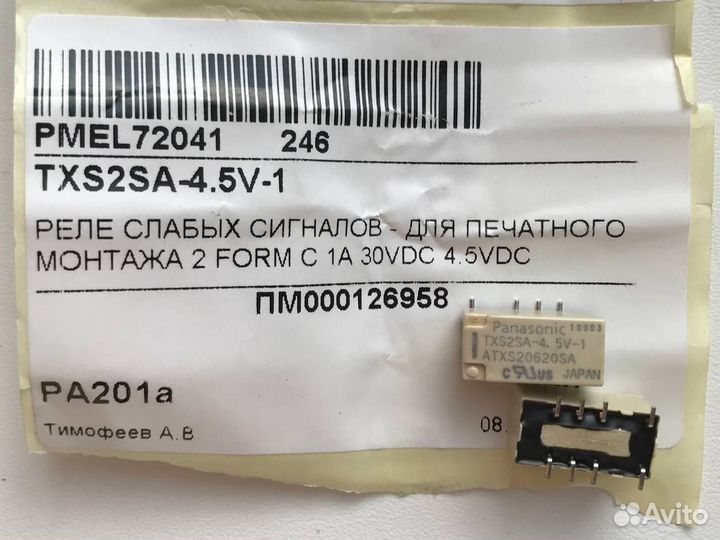 PMEL72041 246
TXS2SA-4.5V-1
РЕЛЕ СЛАБЫХ СИГНАЛОВ - ДЛЯ ПЕЧАТНОГО
МОНТАЖА 2 FORM C 1A 30VDC 4.5VDC
ПМ000126958
Panasonic 10903
TXS2SA-4.5V-1
ATXS20620SA
JAPAN
РА201а
Тимофеев А.В
08.
Avito